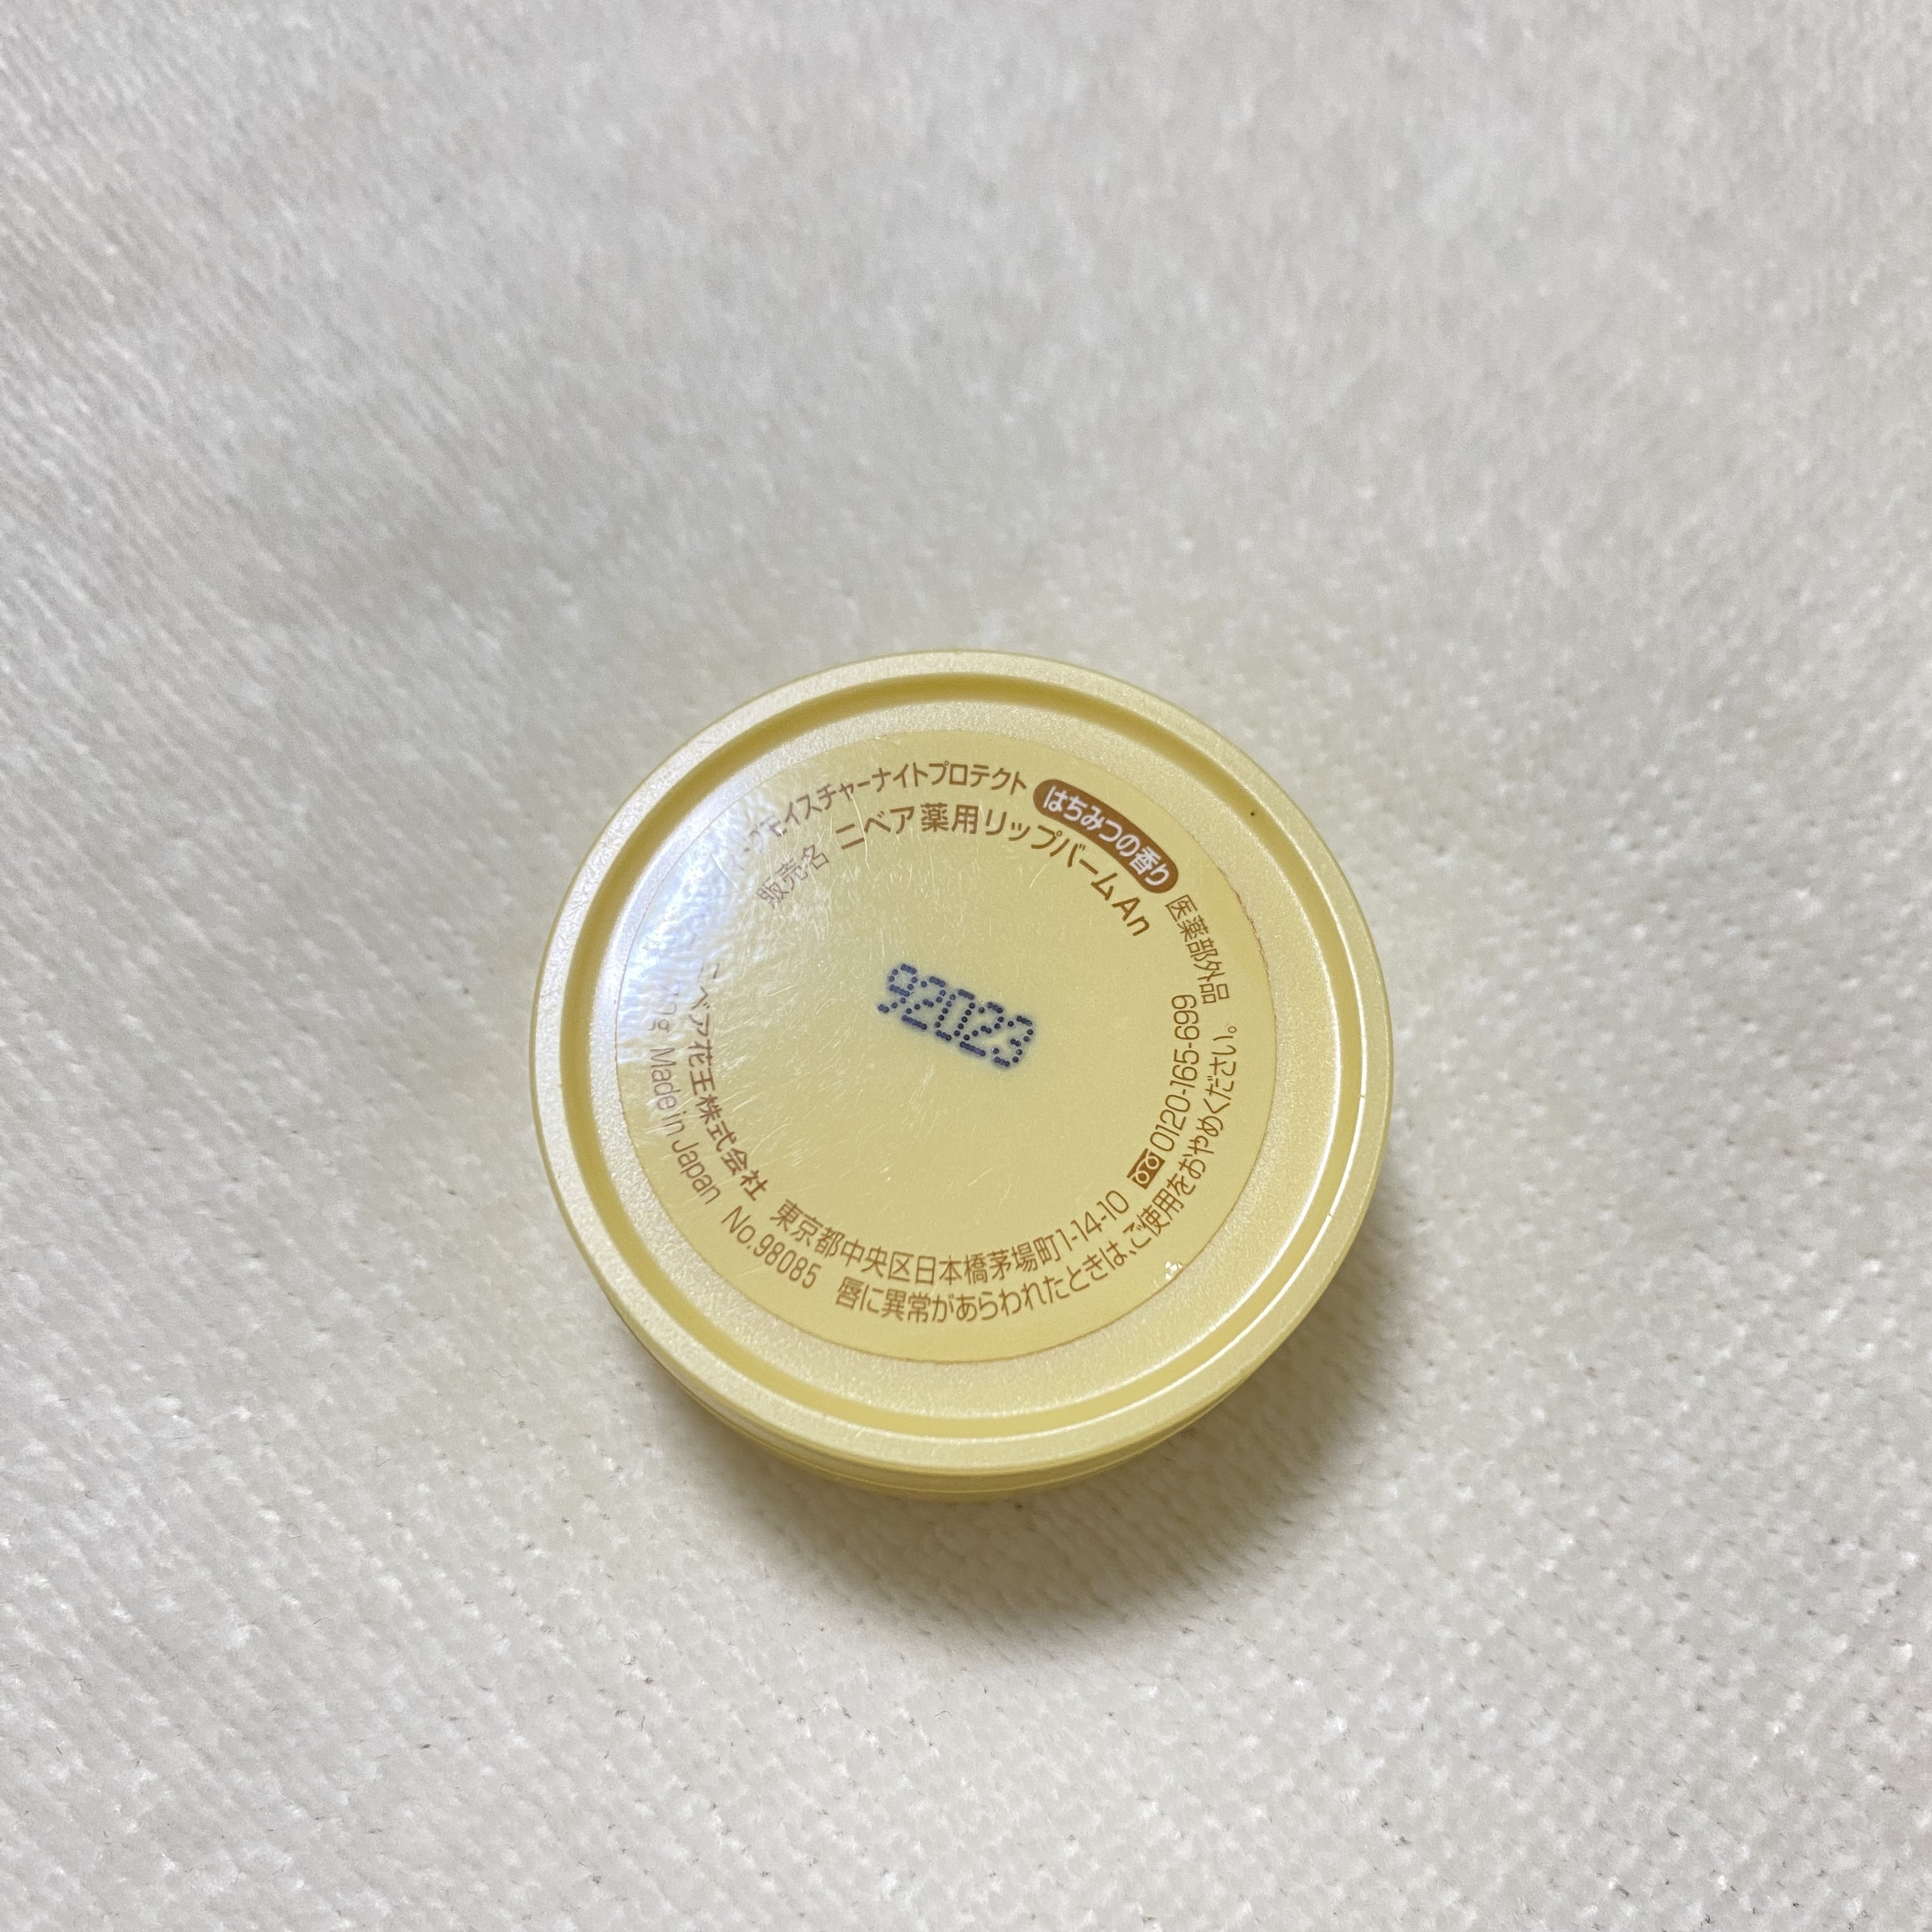 モイスチャーナイトプロテクト はちみつの香り 医薬部外品
販売名 ニベア薬用リップバームAn
92023
ニベア花王株式会社 東京都中央区日本橋茅場町1-14-10 0120-165-699
Made in Japan No.98085 唇に異常があらわれたときは、ご使用をおやめください。